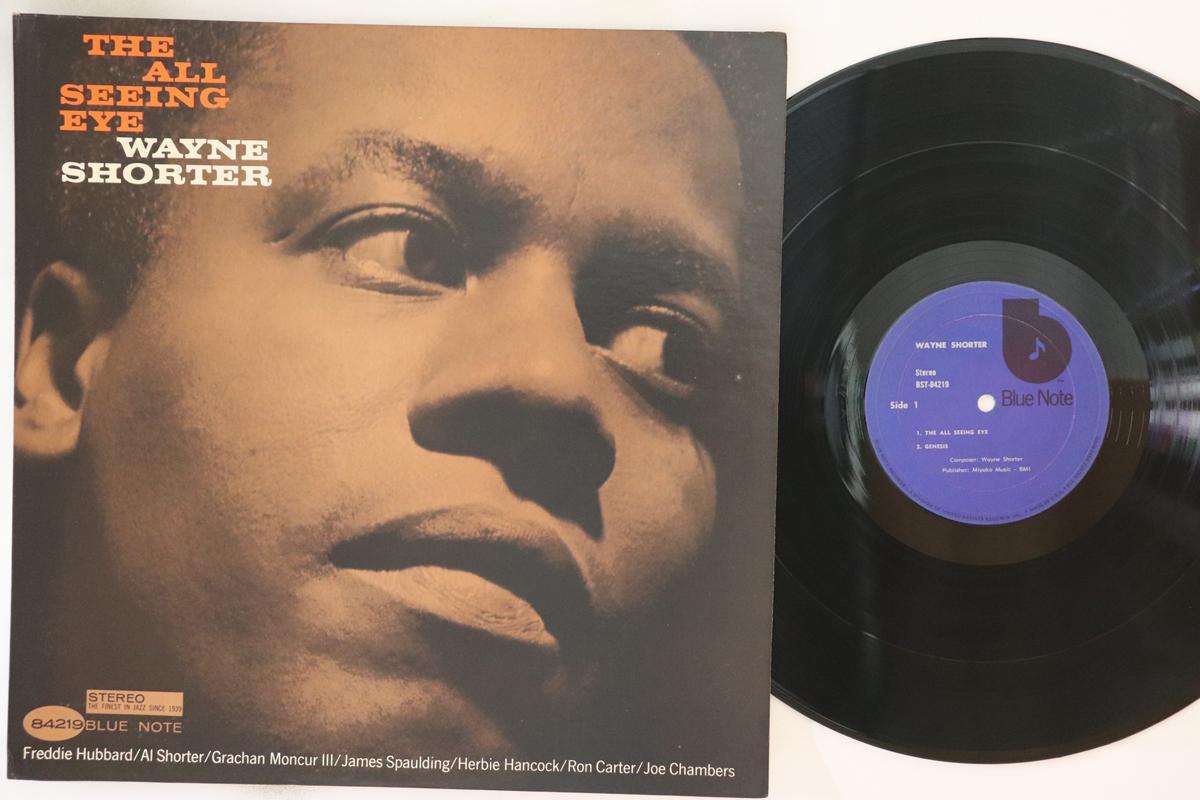 THE
ALL
SEEING
EYE
WAYNE
SHORTER
STEREO
THE FINEST IN JAZZ SINCE 1939
84219 BLUE NOTE
Freddie Hubbard/Al Shorter/Grachan Moncur III/James Spaulding/Herbie Hancock/Ron Carter/Joe Chambers
b
WAYNE SHORTER
Stereo
BST-84219
Side 1
Blue Note
1. THE ALL SEEING EYE
2. GENESIS
Composer: Wayne Shorter
Publisher: Miyako Music - BMI